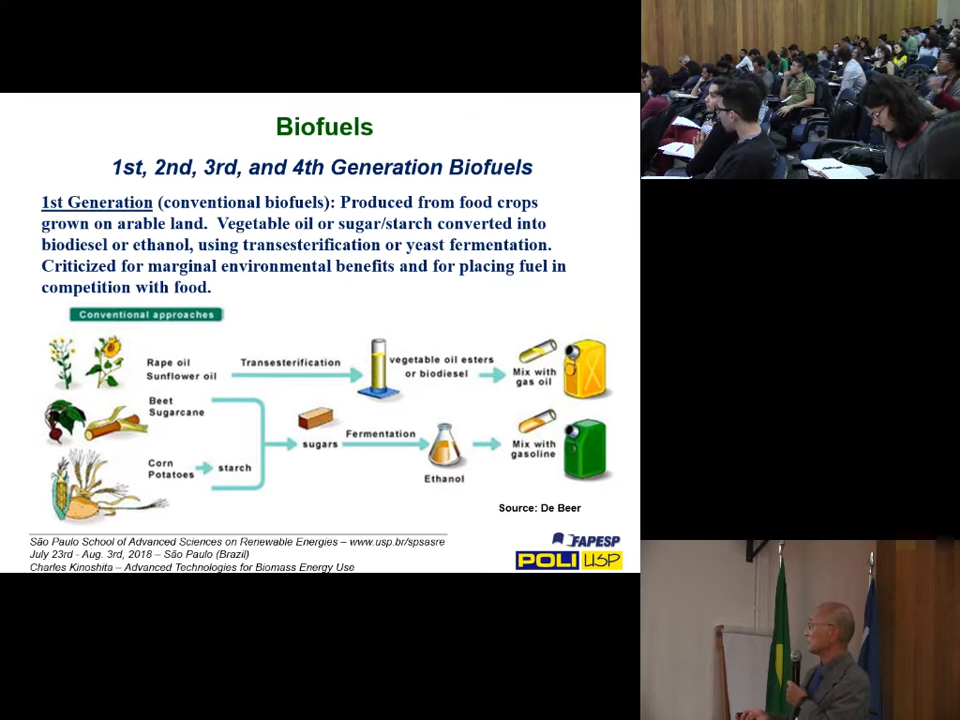 Biofuels
1st, 2nd, 3rd, and 4th Generation Biofuels
1st Generation (conventional biofuels): Produced from food crops
grown on arable land. Vegetable oil or sugar/starch converted into
biodiesel or ethanol, using transesterification or yeast fermentation.
Criticized for marginal environmental benefits and for placing fuel in
competition with food.
Conventional approaches
Rape oil
Sunflower oil
Transesterification
vegetable oil esters
or biodiesel
Mix with
gas oil
Beet
Sugarcane
sugars
Fermentation
Ethanol
Mix with
gasoline
Corn
Potatoes
starch
Source: De Beer
São Paulo School of Advanced Sciences on Renewable Energies – www.usp.br/spsasre
July 23rd - Aug. 3rd, 2018 – São Paulo (Brazil)
Charles Kinoshita – Advanced Technologies for Biomass Energy Use
FAPESP
POLI USP